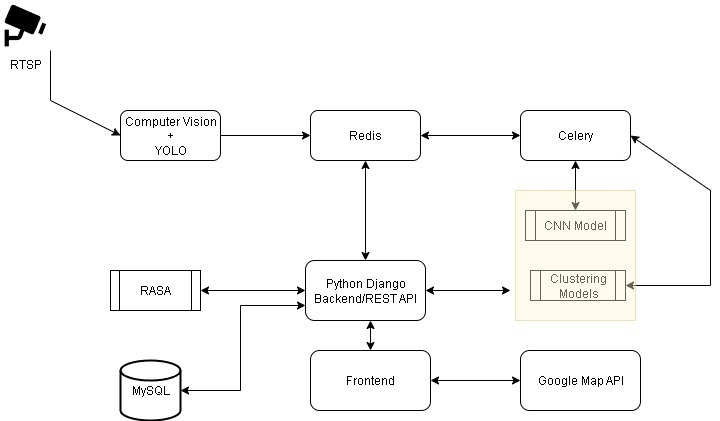 RTSP
Computer Vision
+
YOLO
Redis
Celery
CNN Model
RASA
Python Django
Backend/REST API
Clustering
Models
MySQL
Frontend
Google Map API